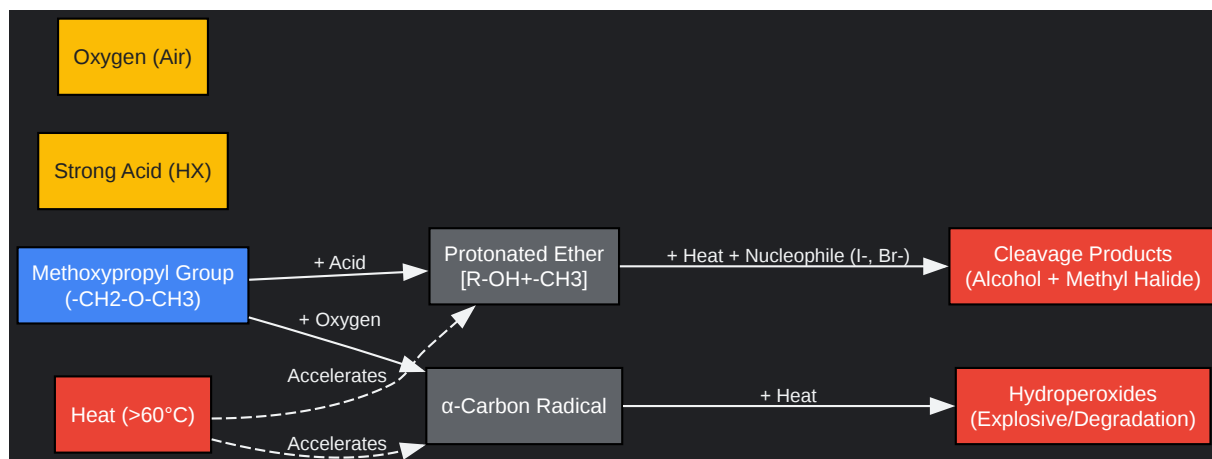 Oxygen (Air)
Strong Acid (HX)
Methoxypropyl Group
(-CH2-O-CH3)
+ Acid
Protonated Ether
[R-OH+-CH3]
+ Heat + Nucleophile (I-, Br-)
Cleavage Products
(Alcohol + Methyl Halide)
+ Oxygen
Accelerates
Heat (>60°C)
Accelerates
α-Carbon Radical
+ Heat
Hydroperoxides
(Explosive/Degradation)